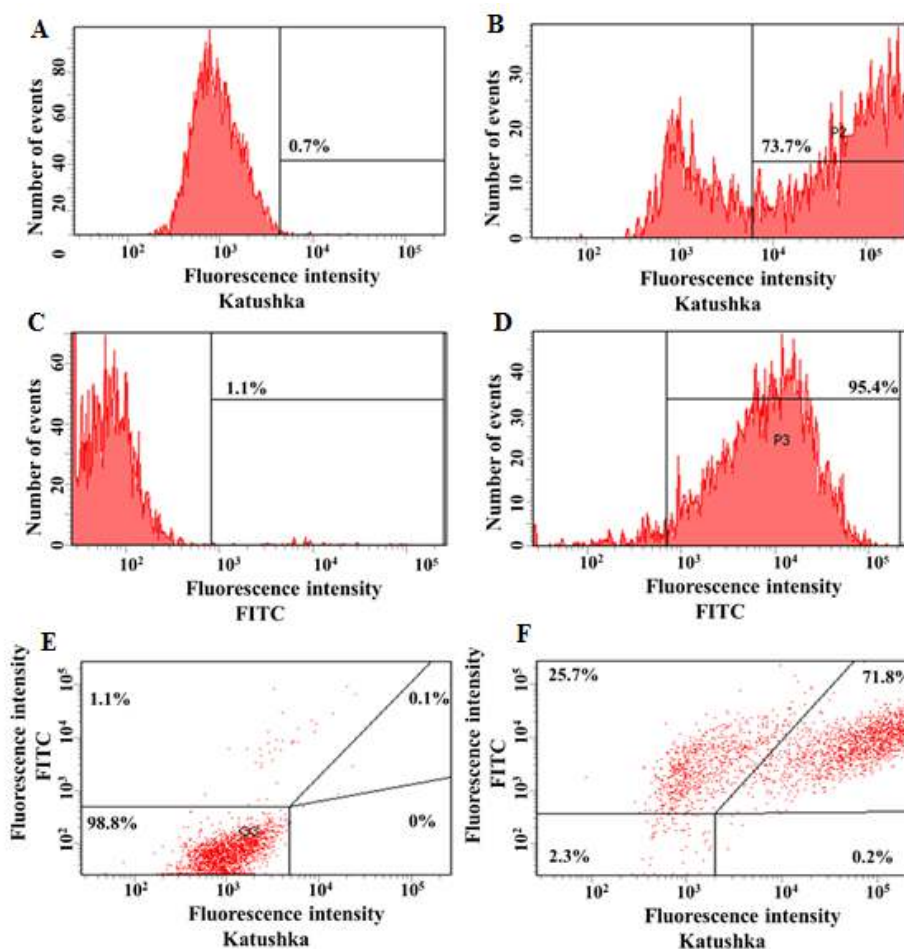 A
Number of events
80
60
40
20
0
0.7%
10² 10³ 10⁴ 10⁵
Fluorescence intensity
Katushka
B
Number of events
30
20
10
0
P2
73.7%
10² 10³ 10⁴ 10⁵
Fluorescence intensity
Katushka
C
Number of events
60
40
20
0
1.1%
10² 10³ 10⁴ 10⁵
Fluorescence intensity
FITC
D
Number of events
40
30
20
10
0
95.4%
P3
10² 10³ 10⁴ 10⁵
Fluorescence intensity
FITC
E
Fluorescence intensity
FITC
10⁵
10⁴
10³
10²
1.1%
0.1%
98.8%
0%
10² 10³ 10⁴ 10⁵
Fluorescence intensity
Katushka
F
Fluorescence intensity
FITC
10⁵
10⁴
10³
10²
25.7%
71.8%
2.3%
0.2%
10² 10³ 10⁴ 10⁵
Fluorescence intensity
Katushka